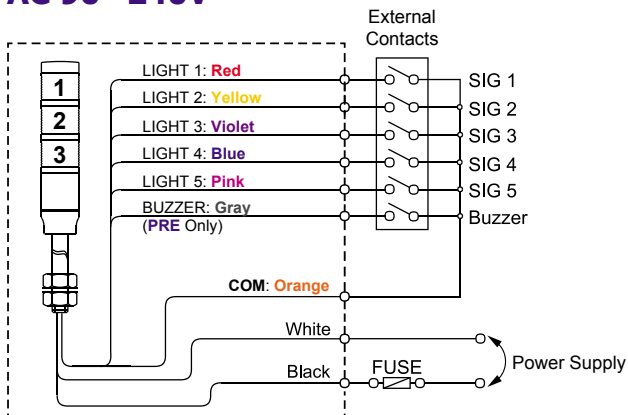 External
Contacts
LIGHT 1: Red
SIG 1
LIGHT 2: Yellow
SIG 2
LIGHT 3: Violet
SIG 3
LIGHT 4: Blue
SIG 4
LIGHT 5: Pink
SIG 5
BUZZER: Gray
(PRE Only)
Buzzer
1
2
3
COM: Orange
White
Black
FUSE
Power Supply